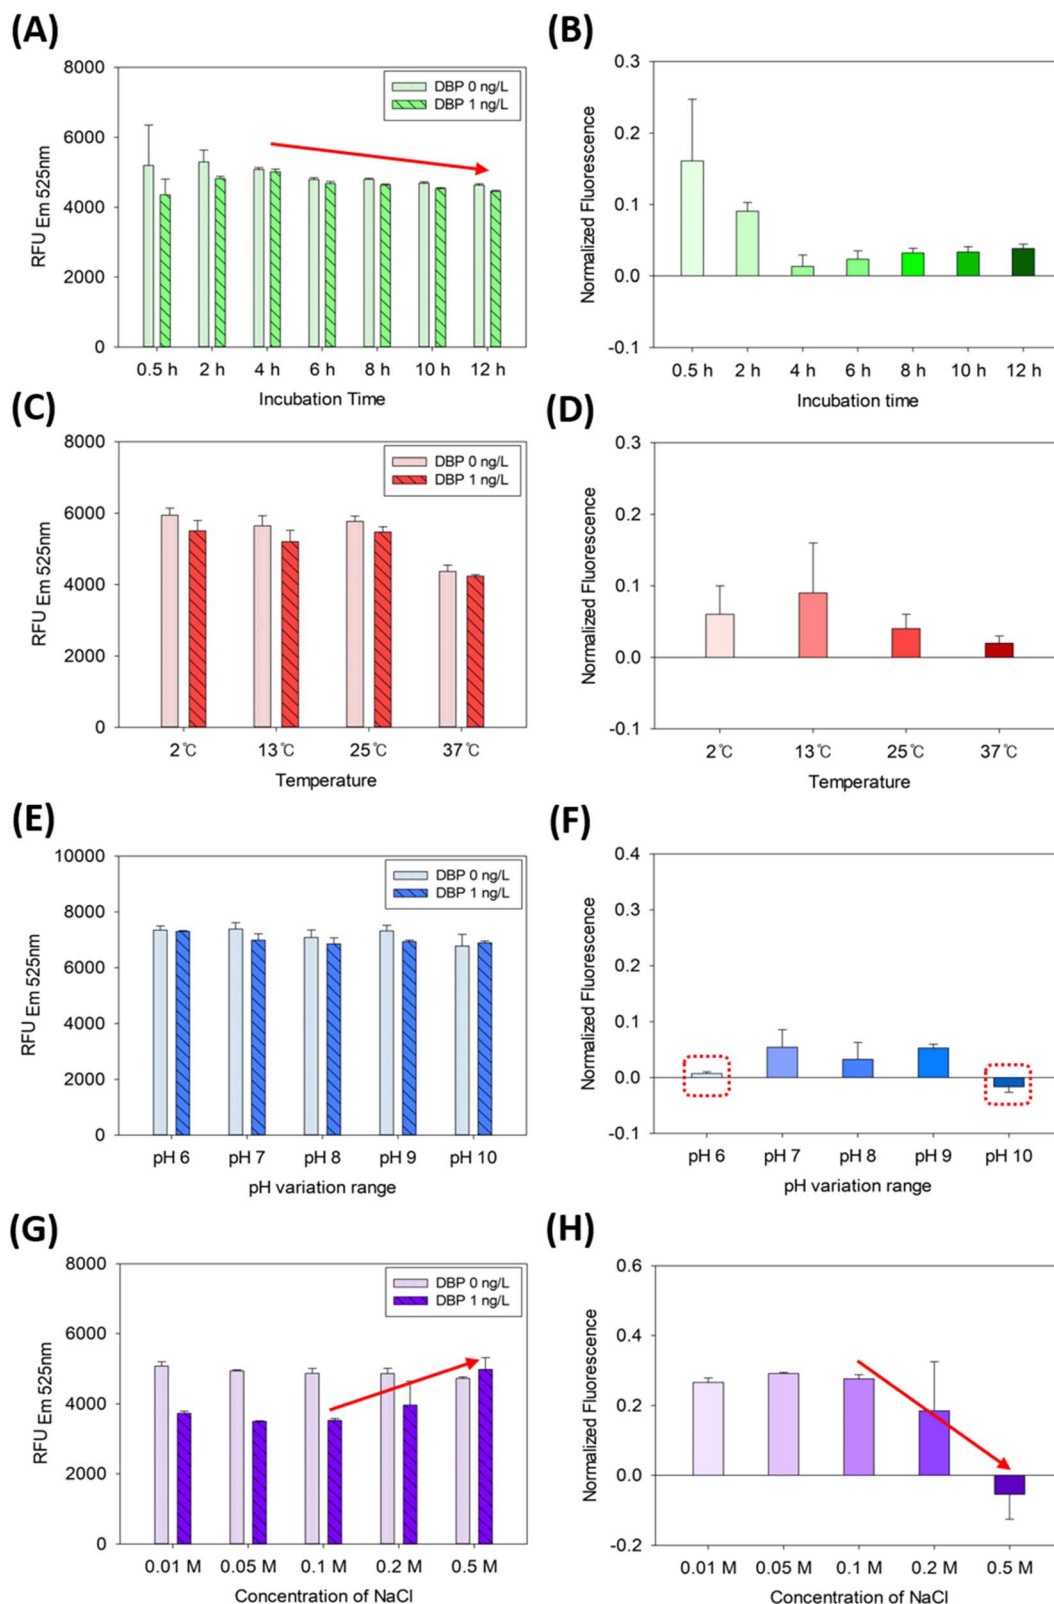 (A)
8000
6000
4000
2000
0
RFU Em 525nm
DBP 0 ng/L
DBP 1 ng/L
0.5 h 2 h 4 h 6 h 8 h 10 h 12 h
Incubation Time
(B)
0.3
0.2
0.1
0.0
-0.1
Normalized Fluorescence
0.5 h 2 h 4 h 6 h 8 h 10 h 12 h
Incubation time
(C)
8000
6000
4000
2000
0
RFU Em 525nm
DBP 0 ng/L
DBP 1 ng/L
2℃ 13℃ 25℃ 37℃
Temperature
(D)
0.3
0.2
0.1
0.0
-0.1
Normalized Fluorescence
2℃ 13℃ 25℃ 37℃
Temperature
(E)
10000
8000
6000
4000
2000
0
RFU Em 525nm
DBP 0 ng/L
DBP 1 ng/L
pH 6 pH 7 pH 8 pH 9 pH 10
pH variation range
(F)
0.4
0.3
0.2
0.1
0.0
-0.1
Normalized Fluorescence
pH 6 pH 7 pH 8 pH 9 pH 10
pH variation range
(G)
8000
6000
4000
2000
0
RFU Em 525nm
DBP 0 ng/L
DBP 1 ng/L
0.01 M 0.05 M 0.1 M 0.2 M 0.5 M
Concentration of NaCl
(H)
0.6
0.4
0.2
0.0
-0.2
Normalized Fluorescence
0.01 M 0.05 M 0.1 M 0.2 M 0.5 M
Concentration of NaCl